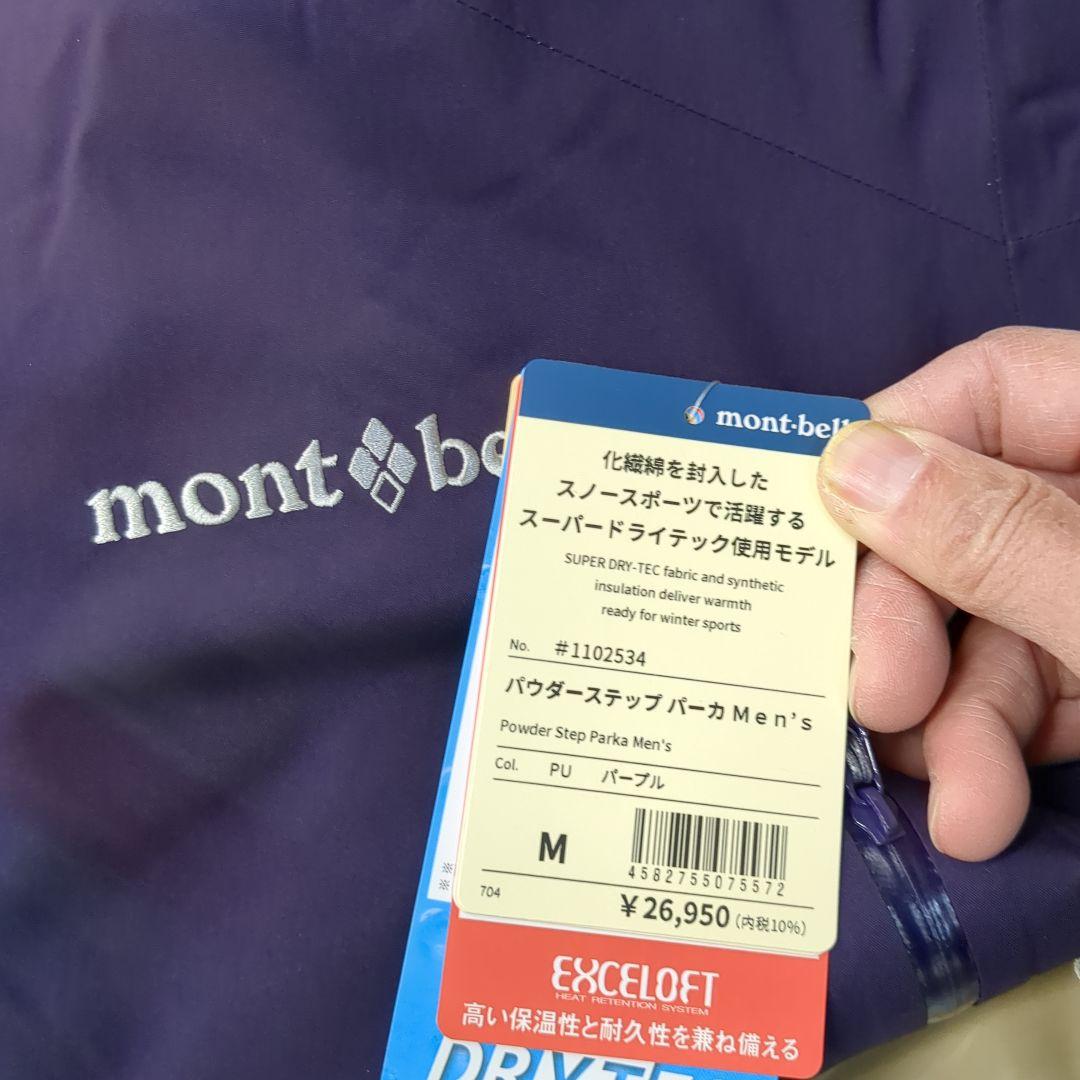 mont be
mont-bell
化繊綿を封入した
スノースポーツで活躍する
スーパードライテック使用モデル
SUPER DRY-TEC fabric and synthetic
insulation deliver warmth
ready for winter sports
No. #1102534
パウダーステップ パーカ Men's
Powder Step Parka Men's
Col. PU パープル
M
4582755075572
704
¥26,950(内税10%)
※
※
EXCELOFT
HEAT RETENTION SYSTEM
高い保温性と耐久性を兼ね備える